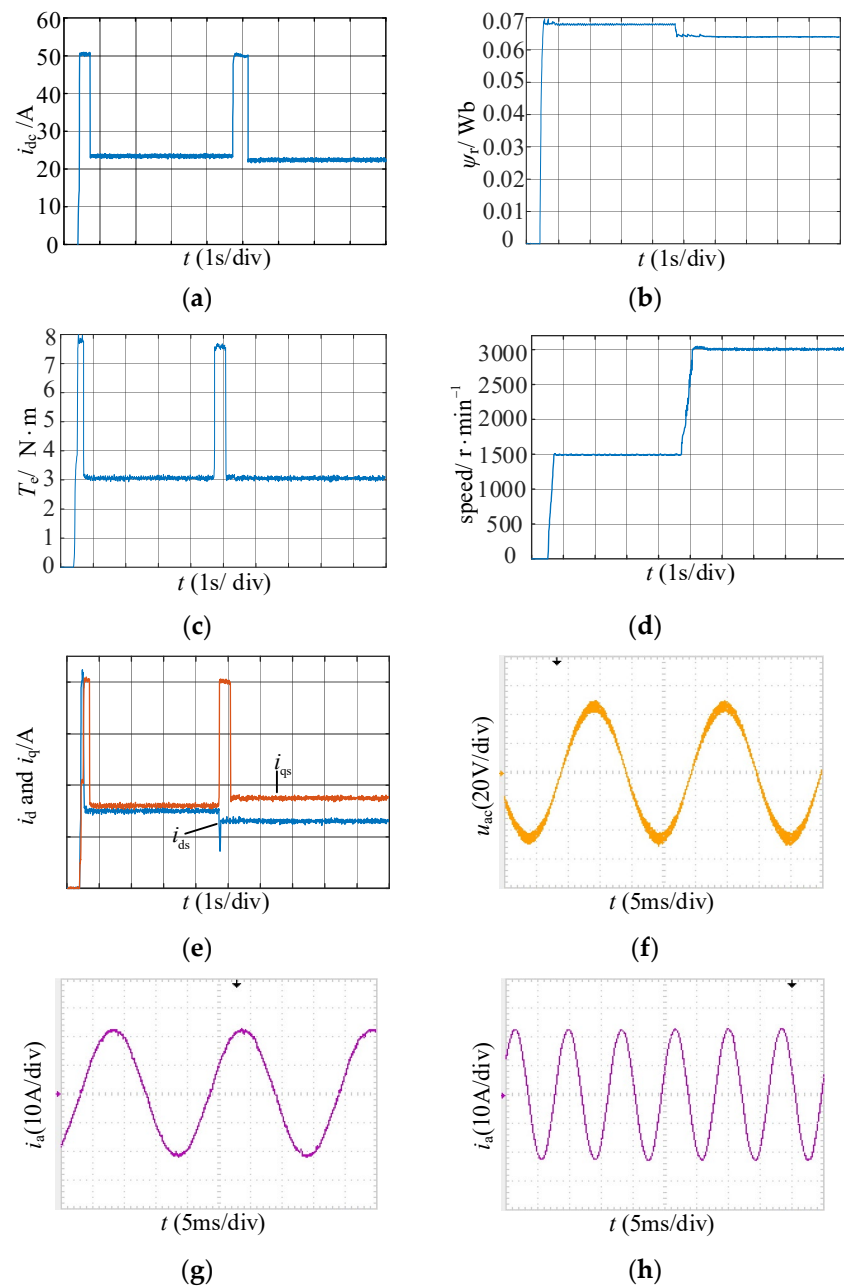 60
50
40
30
20
10
0
i_dc /A
t (1s/div)
(a)
0.07
0.06
0.05
0.04
0.03
0.02
0.01
0
ψ_r/ Wb
t (1s/div)
(b)
8
7
6
5
4
3
2
1
0
T_e/ N·m
t (1s/ div)
(c)
3000
2500
2000
1500
1000
500
0
speed/ r·min⁻¹
t (1s/div)
(d)
i_d and i_q/A
i_qs
i_ds
t (1s/div)
(e)
u_ac(20V/div)
t (5ms/div)
(f)
i_a(10A/div)
t (5ms/div)
(g)
i_a(10A/div)
t (5ms/div)
(h)